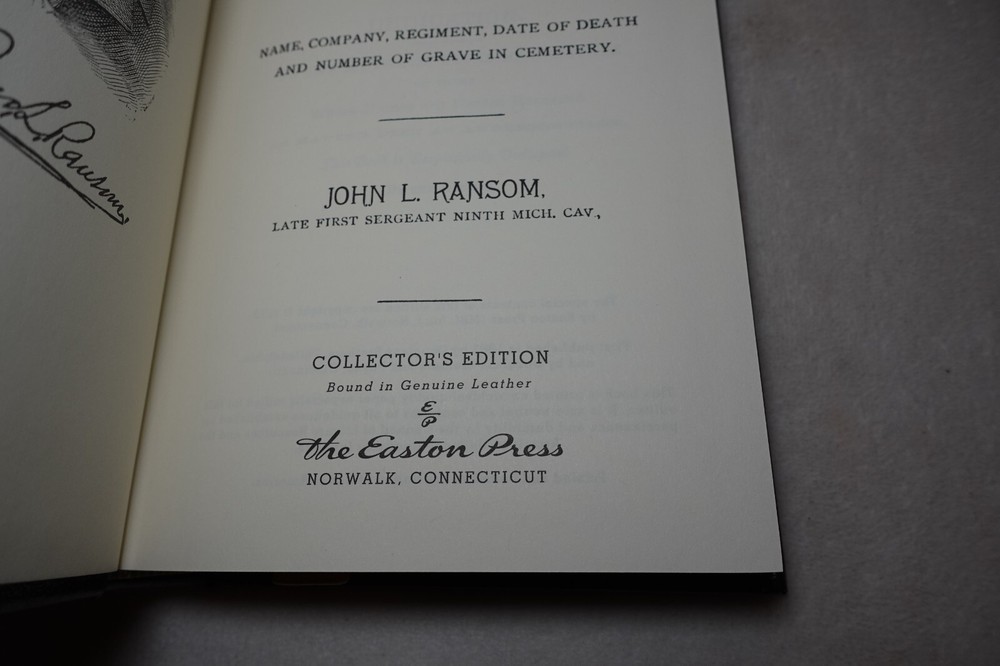 L. Ransom,
NAME, COMPANY, REGIMENT, DATE OF DEATH
AND NUMBER OF GRAVE IN CEMETERY.
JOHN L. RANSOM,
LATE FIRST SERGEANT NINTH MICH. CAV.,
COLLECTOR'S EDITION
Bound in Genuine Leather
E
P
The Easton Press
NORWALK, CONNECTICUT